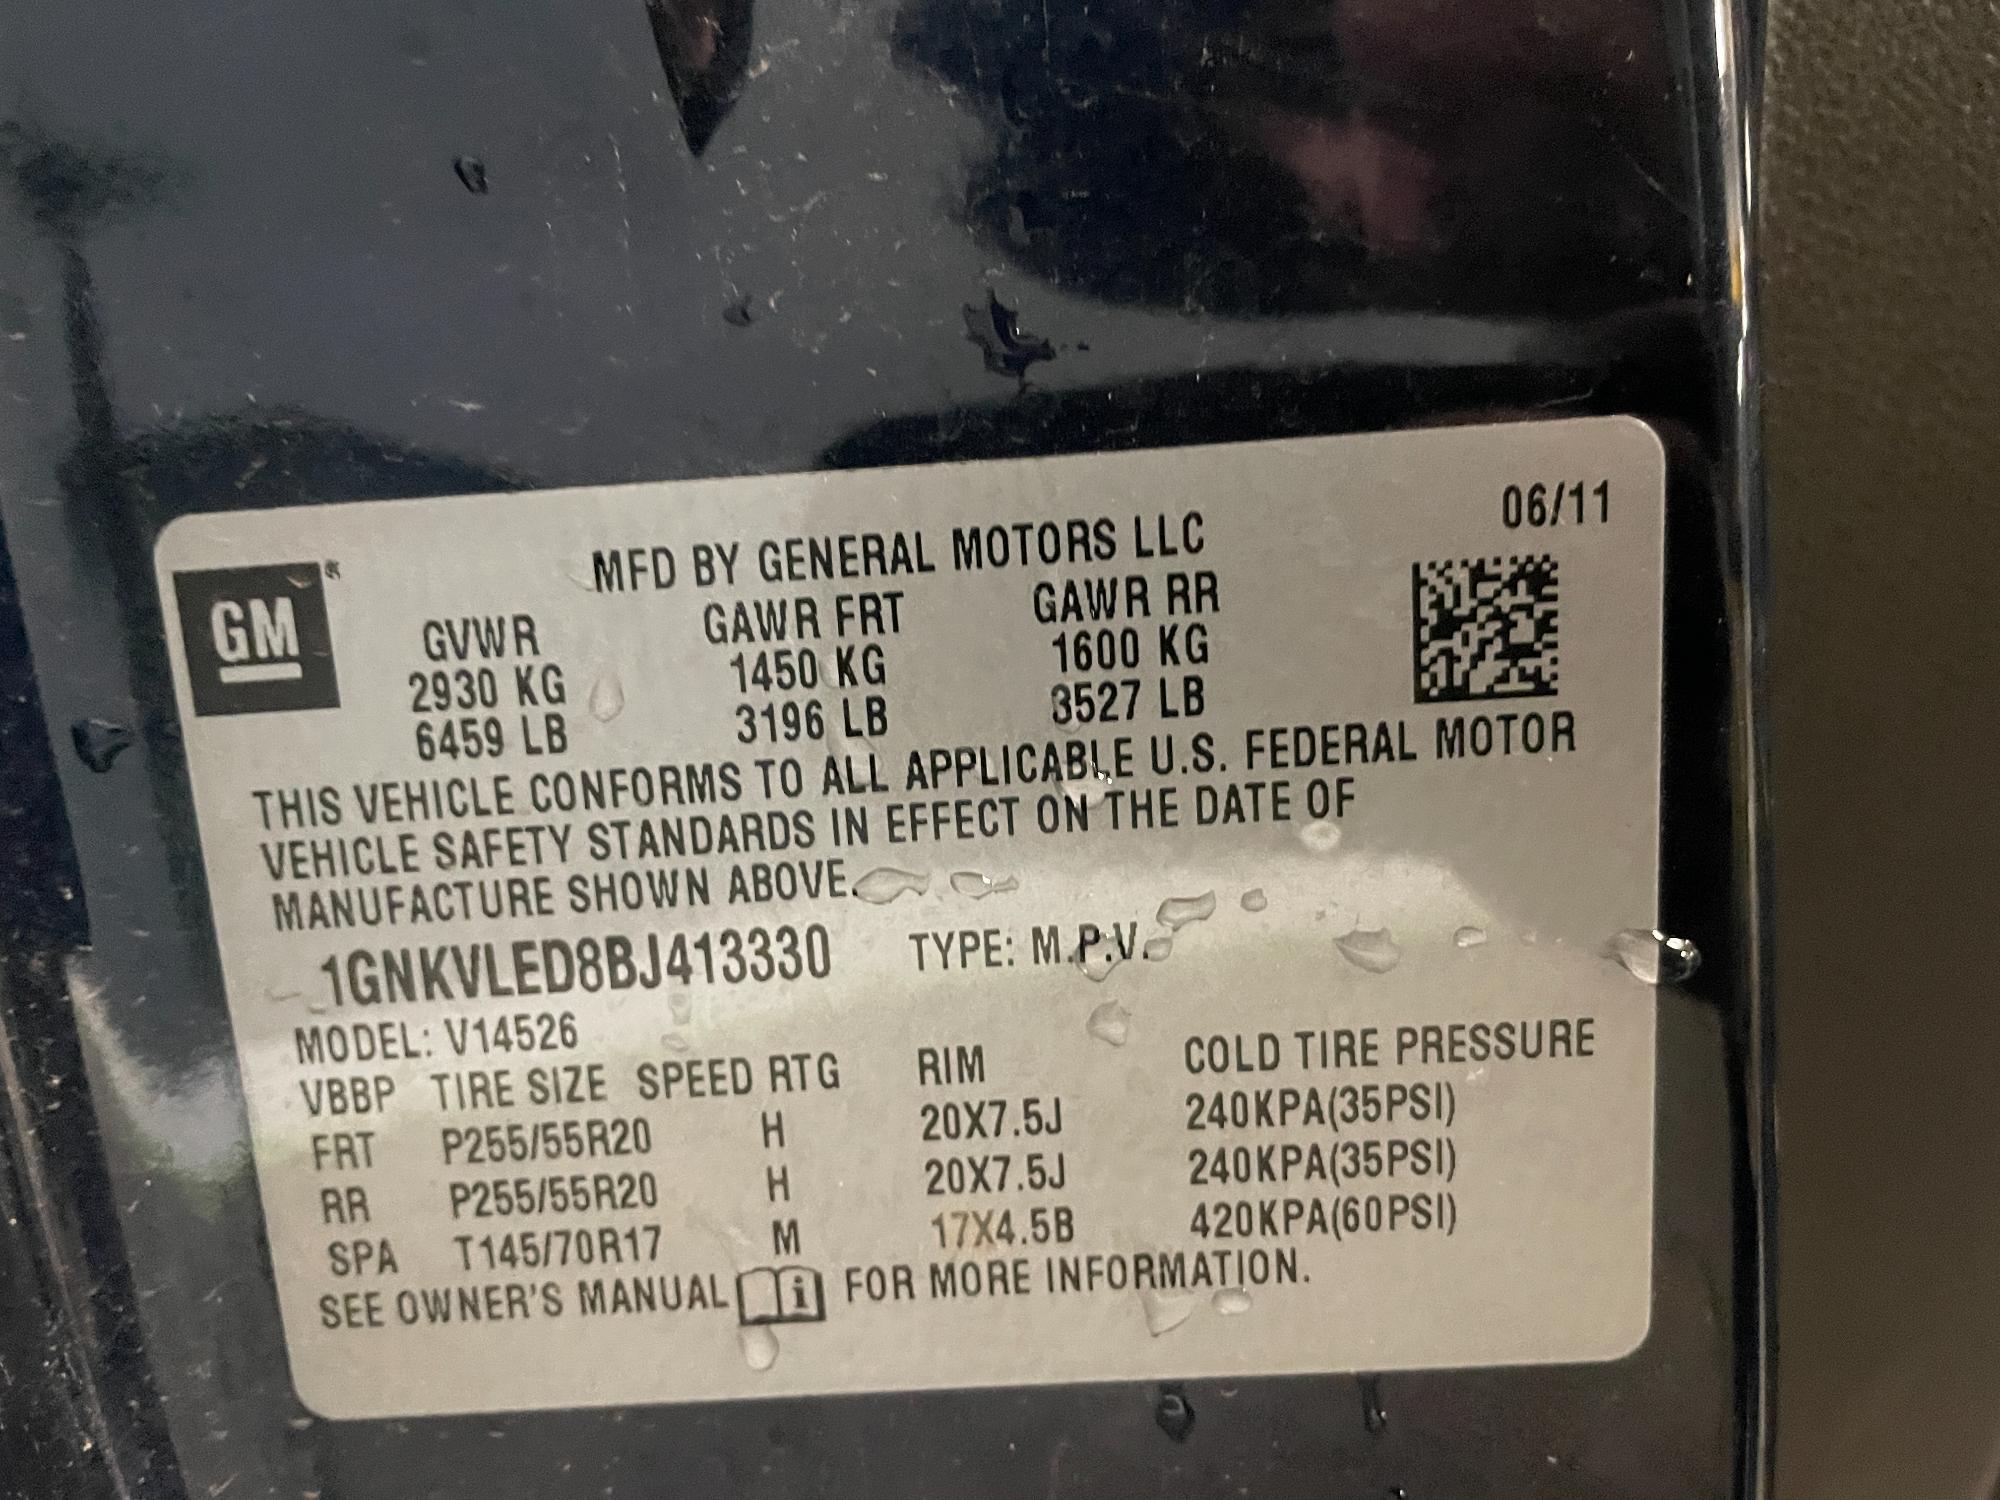 06/11
MFD BY GENERAL MOTORS LLC
GM®
GVWR GAWR FRT GAWR RR
2930 KG 1450 KG 1600 KG
6459 LB 3196 LB 3527 LB
THIS VEHICLE CONFORMS TO ALL APPLICABLE U.S. FEDERAL MOTOR
VEHICLE SAFETY STANDARDS IN EFFECT ON THE DATE OF
MANUFACTURE SHOWN ABOVE.
1GNKVLED8BJ413330 TYPE: M.P.V.
MODEL: V14526
VBBP TIRE SIZE SPEED RTG RIM COLD TIRE PRESSURE
FRT P255/55R20 H 20X7.5J 240KPA(35PSI)
RR P255/55R20 H 20X7.5J 240KPA(35PSI)
SPA T145/70R17 M 17X4.5B 420KPA(60PSI)
SEE OWNER'S MANUAL i FOR MORE INFORMATION.